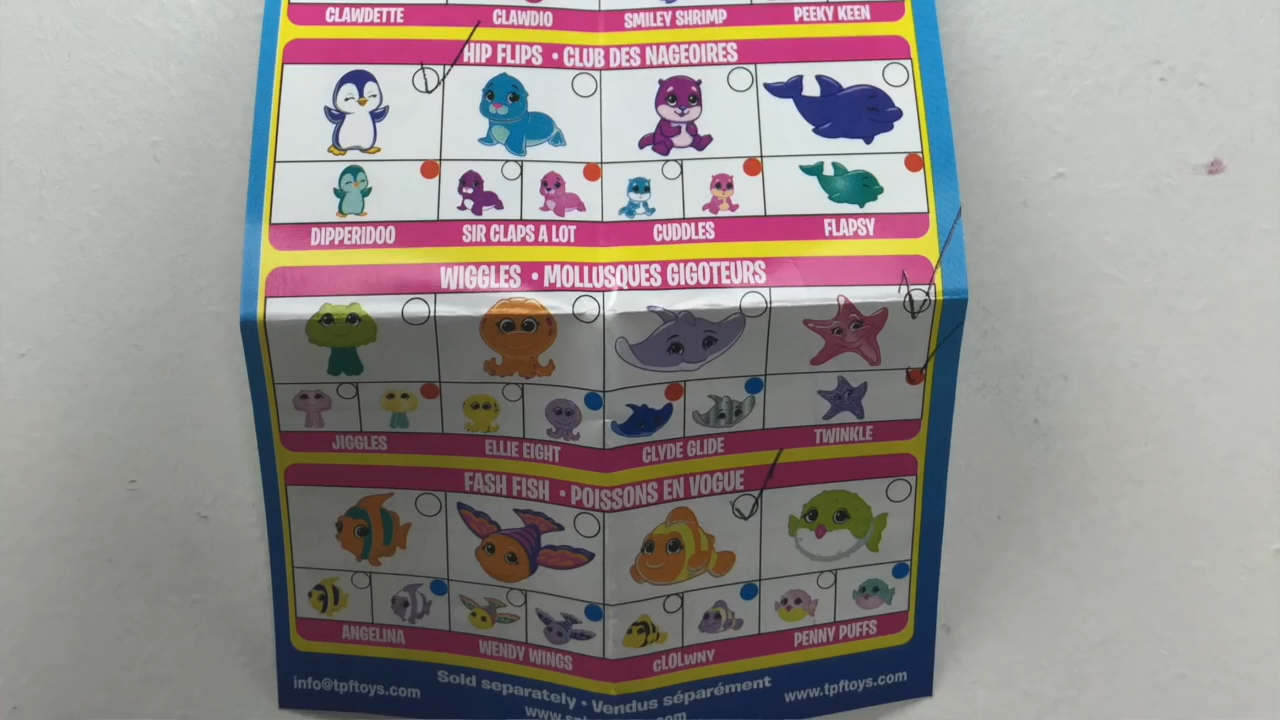 CLAWDETTE CLAWDIO SMILEY SHRIMP PEEKY KEEN
HIP FLIPS • CLUB DES NAGEOIRES
DIPPERIDOO SIR CLAPS A LOT CUDDLES FLAPSY
WIGGLES • MOLLUSQUES GIGOTEURS
JIGGLES ELLIE EIGHT CLYDE GLIDE TWINKLE
FASH FISH • POISSONS EN VOGUE
ANGELINA WENDY WINGS CLOLWNY PENNY PUFFS
info@tpftoys.com Sold separately • Vendus séparément www.tpftoys.com